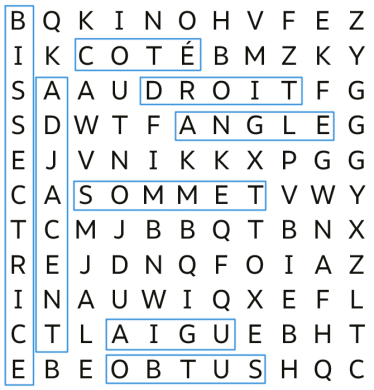 B Q K I N O H V F E Z
I K C O T É B M Z K Y
S A A U D R O I T F G
S D W T F A N G L E G
E J V N I K K X P G G
C A S O M M E T V W Y
T C M J B B Q T B N X
R E J D N Q F O I A Z
I N A U W I Q X E F L
C T L A I G U E B H T
E B E O B T U S H Q C